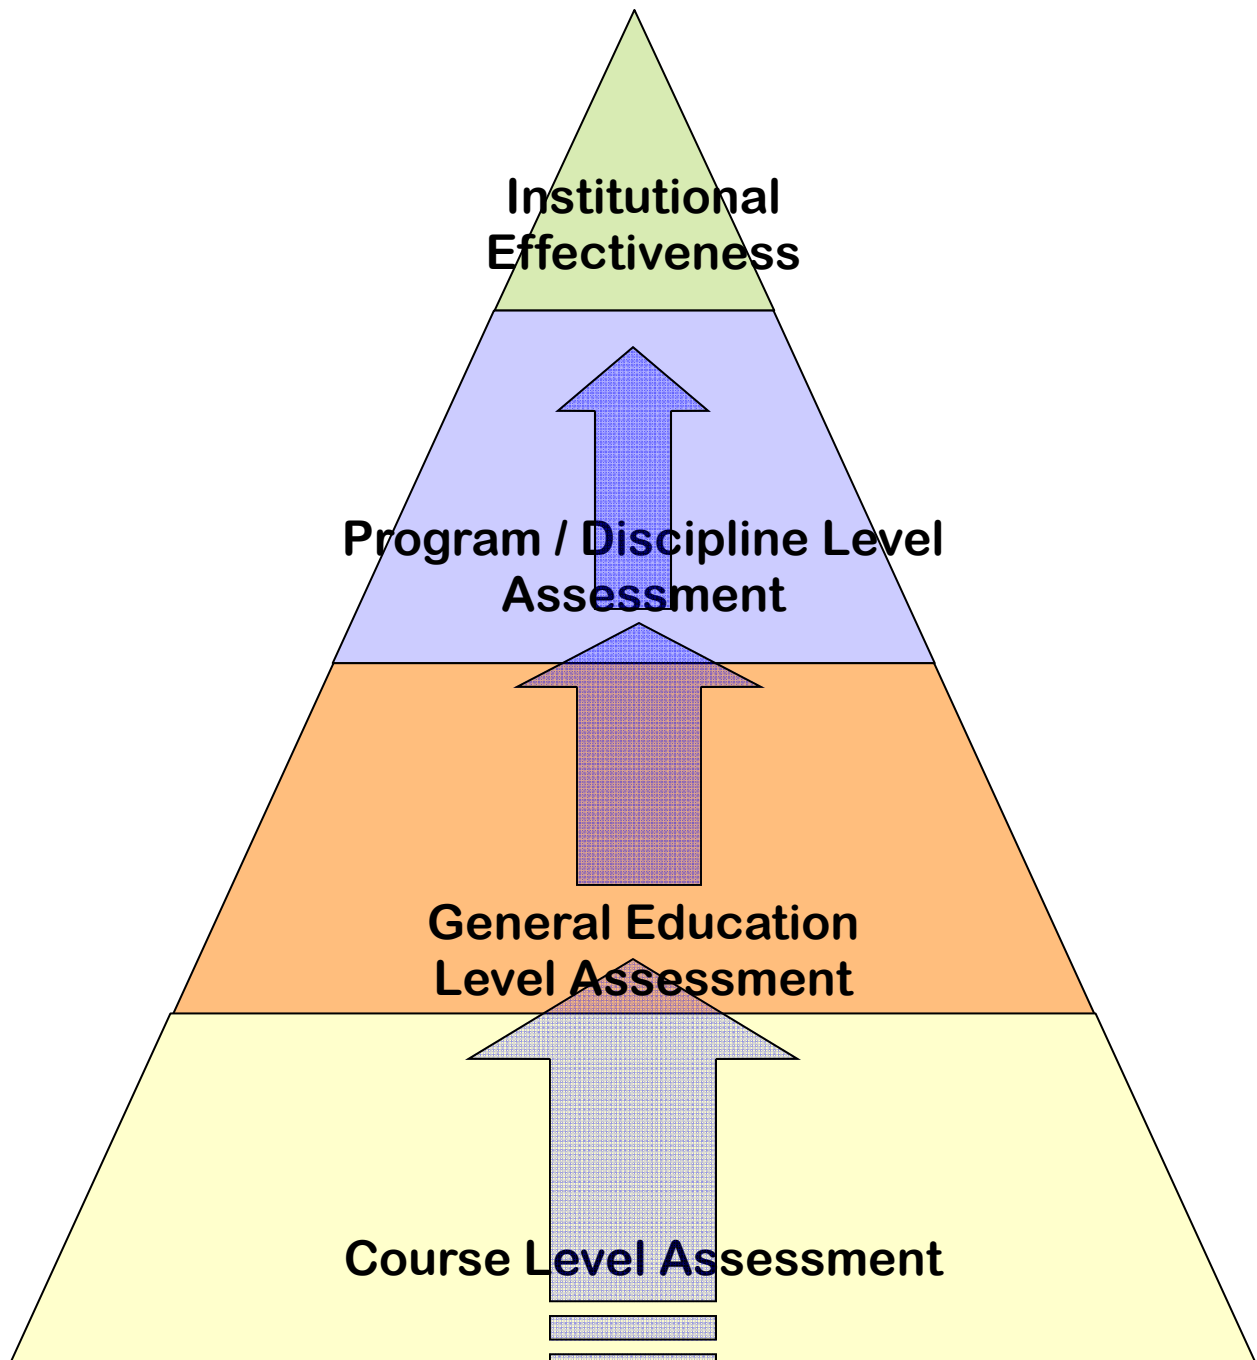 Institutional
Effectiveness
Program / Discipline Level
Assessment
General Education
Level Assessment
Course Level Assessment